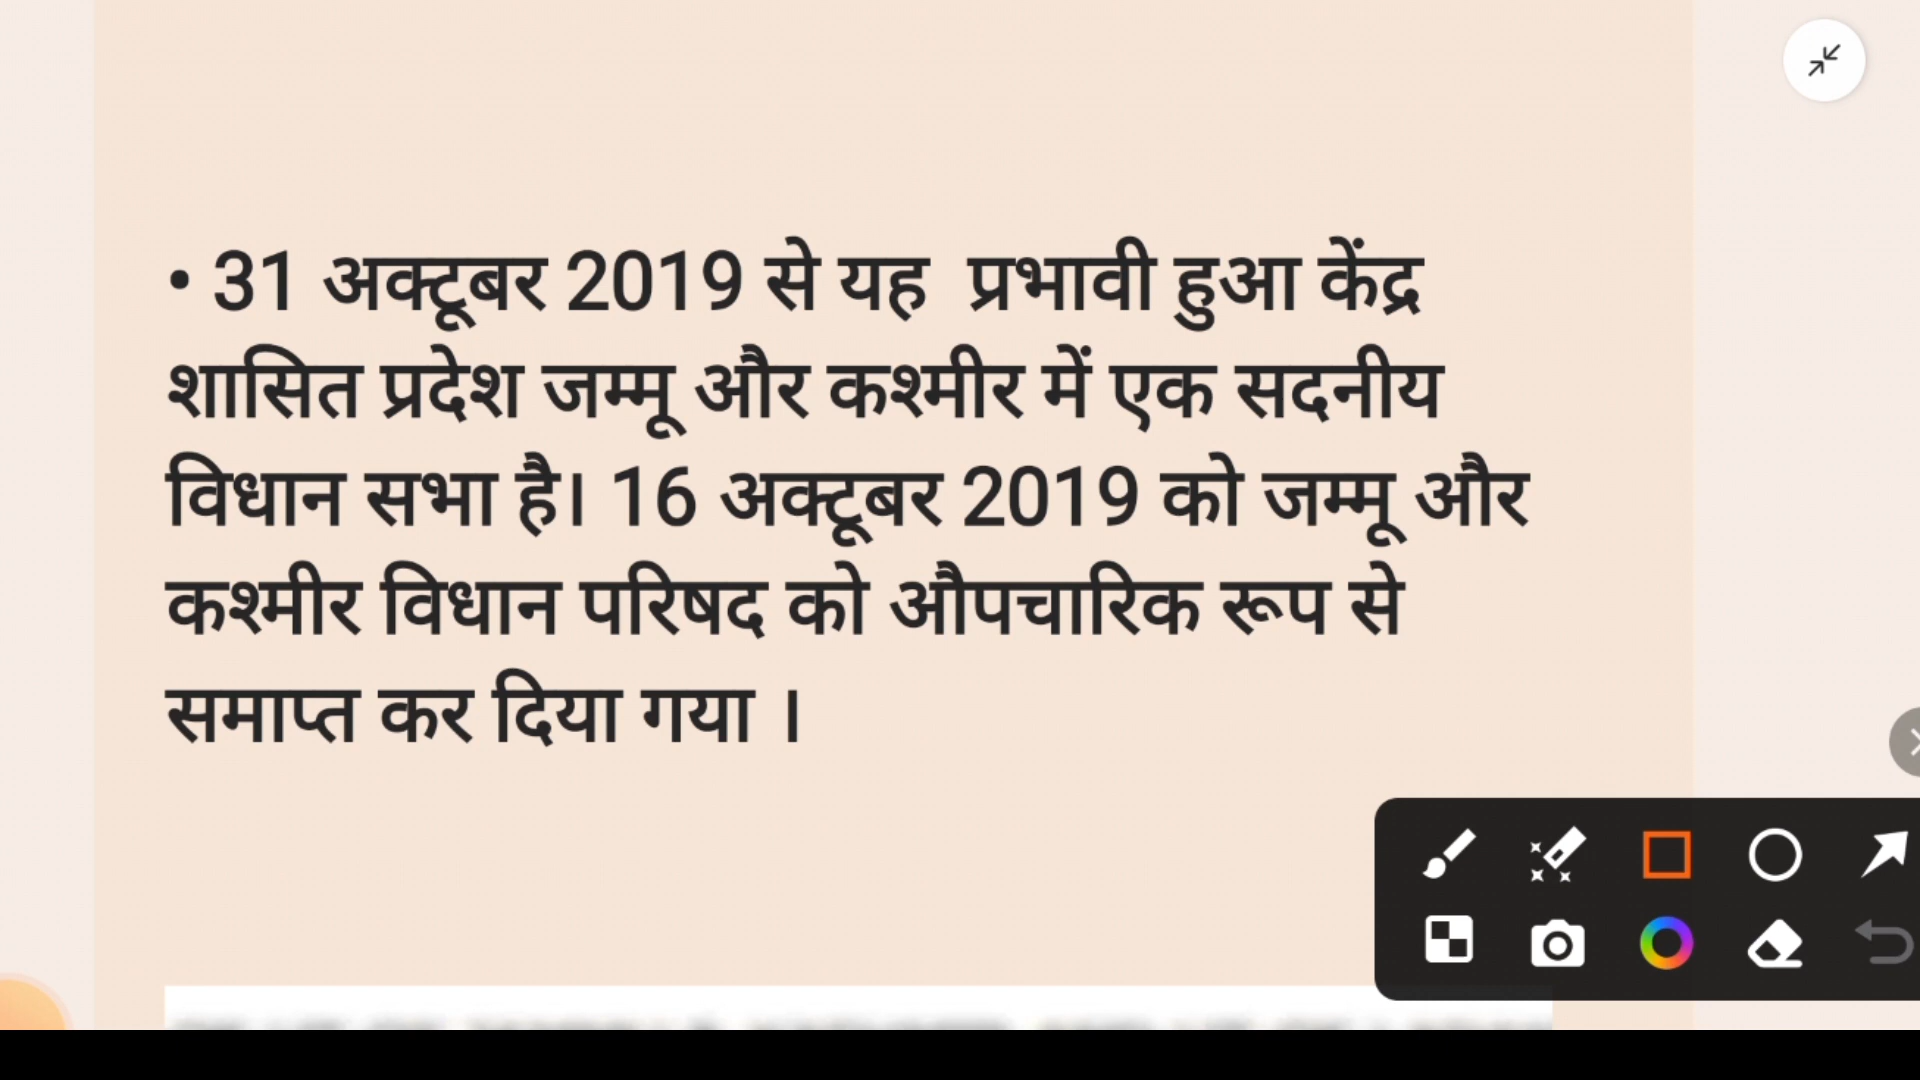 • 31 अक्टूबर 2019 से यह प्रभावी हुआ केंद्र
शासित प्रदेश जम्मू और कश्मीर में एक सदनीय
विधान सभा है। 16 अक्टूबर 2019 को जम्मू और
कश्मीर विधान परिषद को औपचारिक रूप से
समाप्त कर दिया गया ।